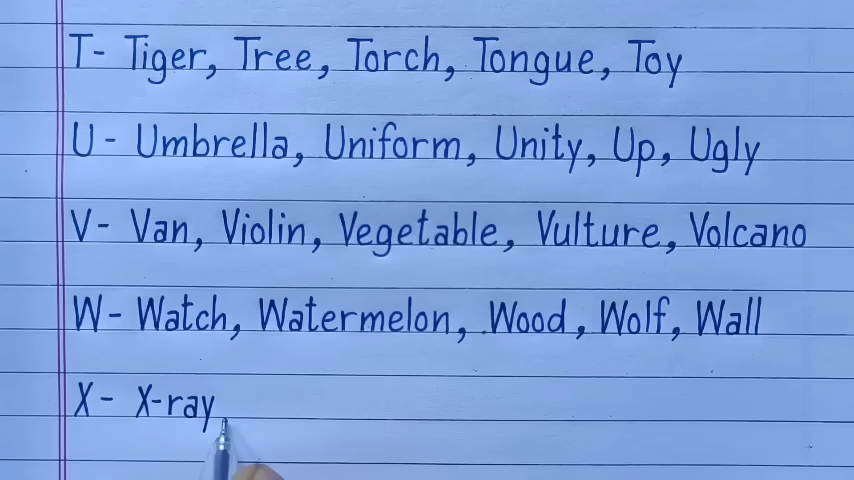 T- Tiger, Tree, Torch, Tongue, Toy
U- Umbrella, Uniform, Unity, Up, Ugly
V- Van, Violin, Vegetable, Vulture, Volcano
W- Watch, Watermelon, Wood, Wolf, Wall
X- X-ray,